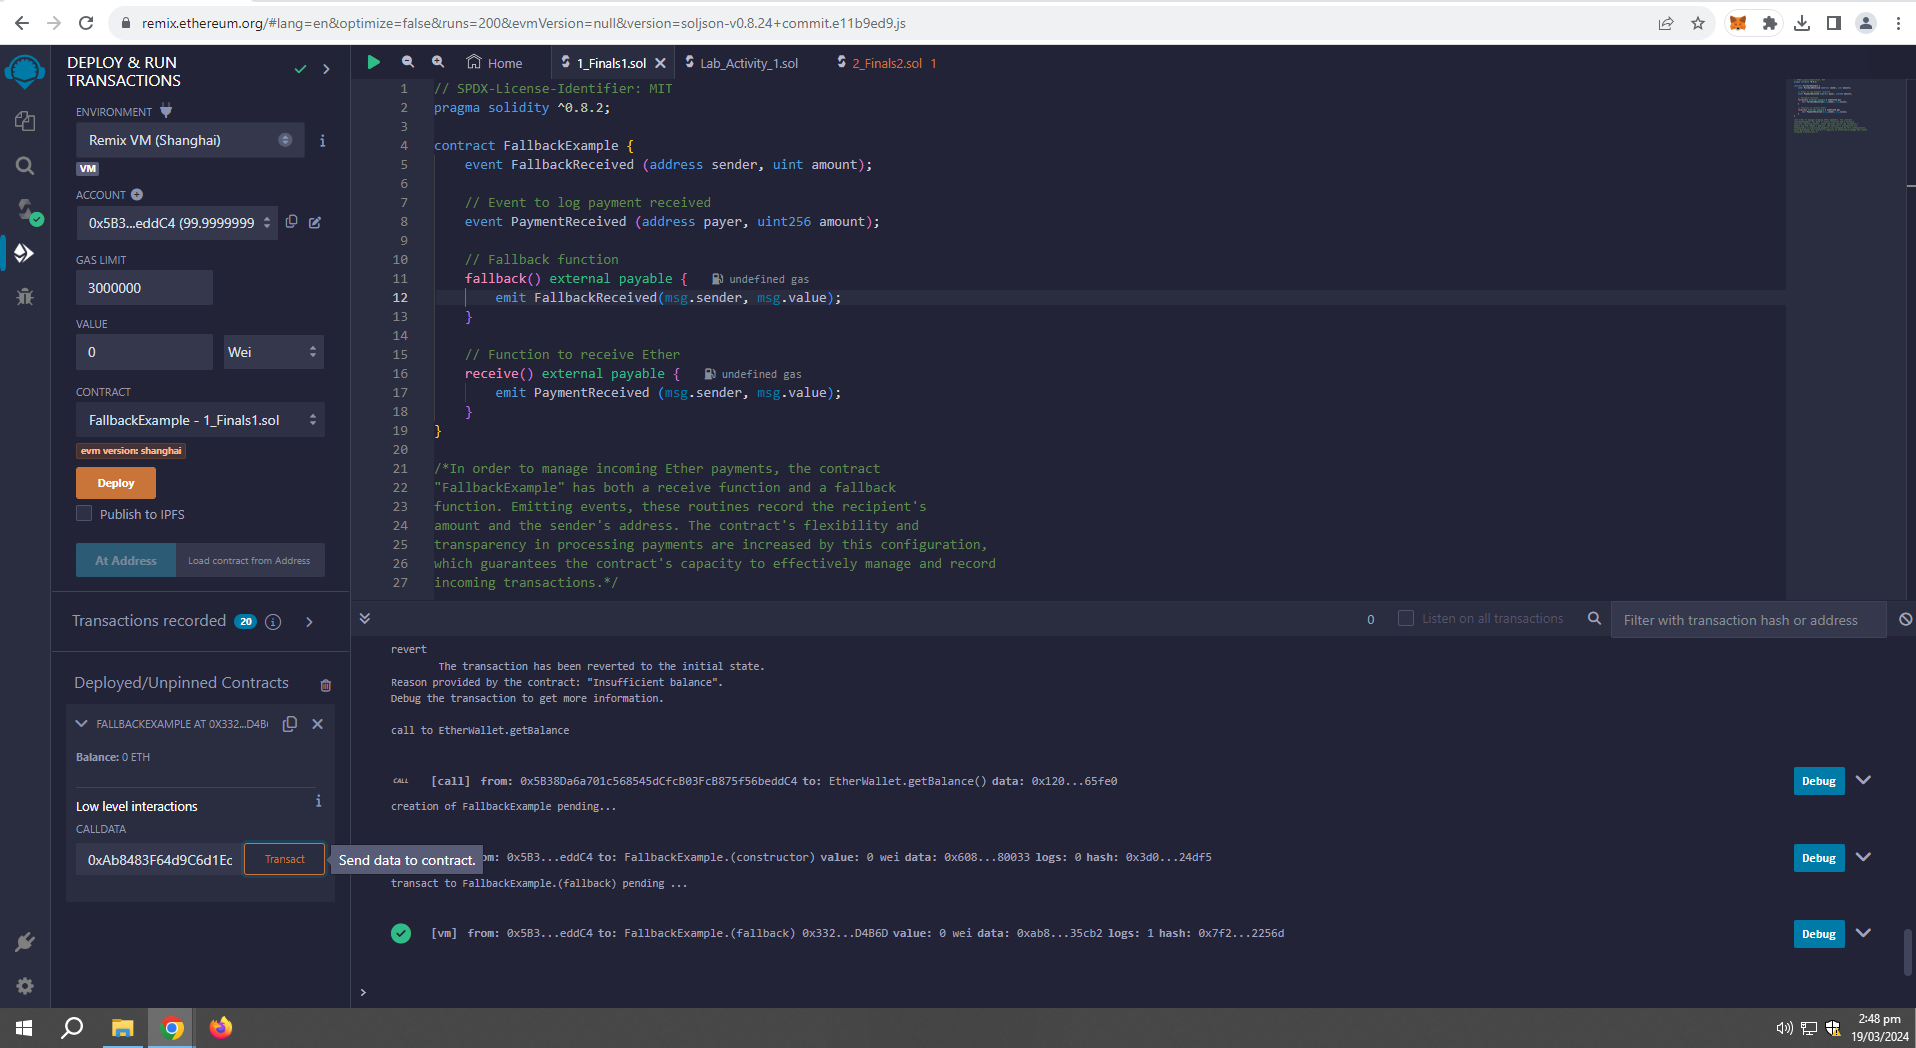 remix.ethereum.org/#lang=en&optimize=false&runs=200&evmVersion=null&version=soljson-v0.8.24+commit.e11b9ed9.js
DEPLOY & RUN
TRANSACTIONS
ENVIRONMENT
Remix VM (Shanghai)
VM
ACCOUNT
0x5B3...eddC4 (99.9999999
GAS LIMIT
3000000
VALUE
0
Wei
CONTRACT
FallbackExample - 1_Finals1.sol
evm version: shanghai
Deploy
Publish to IPFS
At Address
Load contract from Address
Transactions recorded 20
Deployed/Unpinned Contracts
FALLBACKEXAMPLE AT 0X332...D4B6
Balance: 0 ETH
Low level interactions
CALLDATA
0xAb8483F64d9C6d1Ec
Transact
Send data to contract.
Home
1_Finals1.sol
Lab_Activity_1.sol
2_Finals2.sol 1
1 // SPDX-License-Identifier: MIT
2 pragma solidity ^0.8.2;
3
4 contract FallbackExample {
5 event FallbackReceived (address sender, uint amount);
6
7 // Event to log payment received
8 event PaymentReceived (address payer, uint256 amount);
9
10 // Fallback function
11 fallback() external payable { undefined gas
12 emit FallbackReceived(msg.sender, msg.value);
13 }
14
15 // Function to receive Ether
16 receive() external payable { undefined gas
17 emit PaymentReceived (msg.sender, msg.value);
18 }
19 }
20
21 /*In order to manage incoming Ether payments, the contract
22 "FallbackExample" has both a receive function and a fallback
23 function. Emitting events, these routines record the recipient's
24 amount and the sender's address. The contract's flexibility and
25 transparency in processing payments are increased by this configuration,
26 which guarantees the contract's capacity to effectively manage and record
27 incoming transactions.*/
0
Listen on all transactions
Filter with transaction hash or address
revert
The transaction has been reverted to the initial state.
Reason provided by the contract: "Insufficient balance".
Debug the transaction to get more information.
call to EtherWallet.getBalance
CALL [call] from: 0x5B38Da6a701c568545dCfcB03FcB875f56beddC4 to: EtherWallet.getBalance() data: 0x120...65fe0
Debug
creation of FallbackExample pending...
om: 0x5B3...eddC4 to: FallbackExample.(constructor) value: 0 wei data: 0x608...80033 logs: 0 hash: 0x3d0...24df5
Debug
transact to FallbackExample.(fallback) pending ...
[vm] from: 0x5B3...eddC4 to: FallbackExample.(fallback) 0x332...D4B6D value: 0 wei data: 0xab8...35cb2 logs: 1 hash: 0x7f2...2256d
Debug
>
2:48 pm
19/03/2024